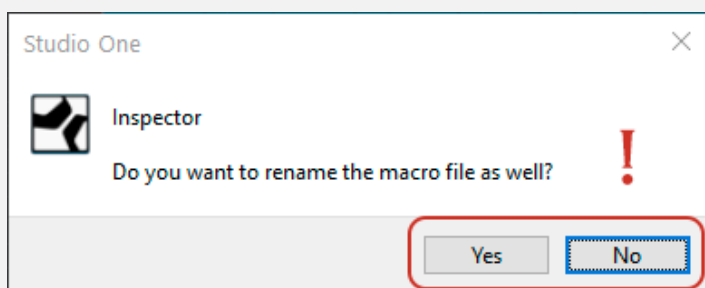 Studio One
Inspector
Do you want to rename the macro file as well?
!
Yes No